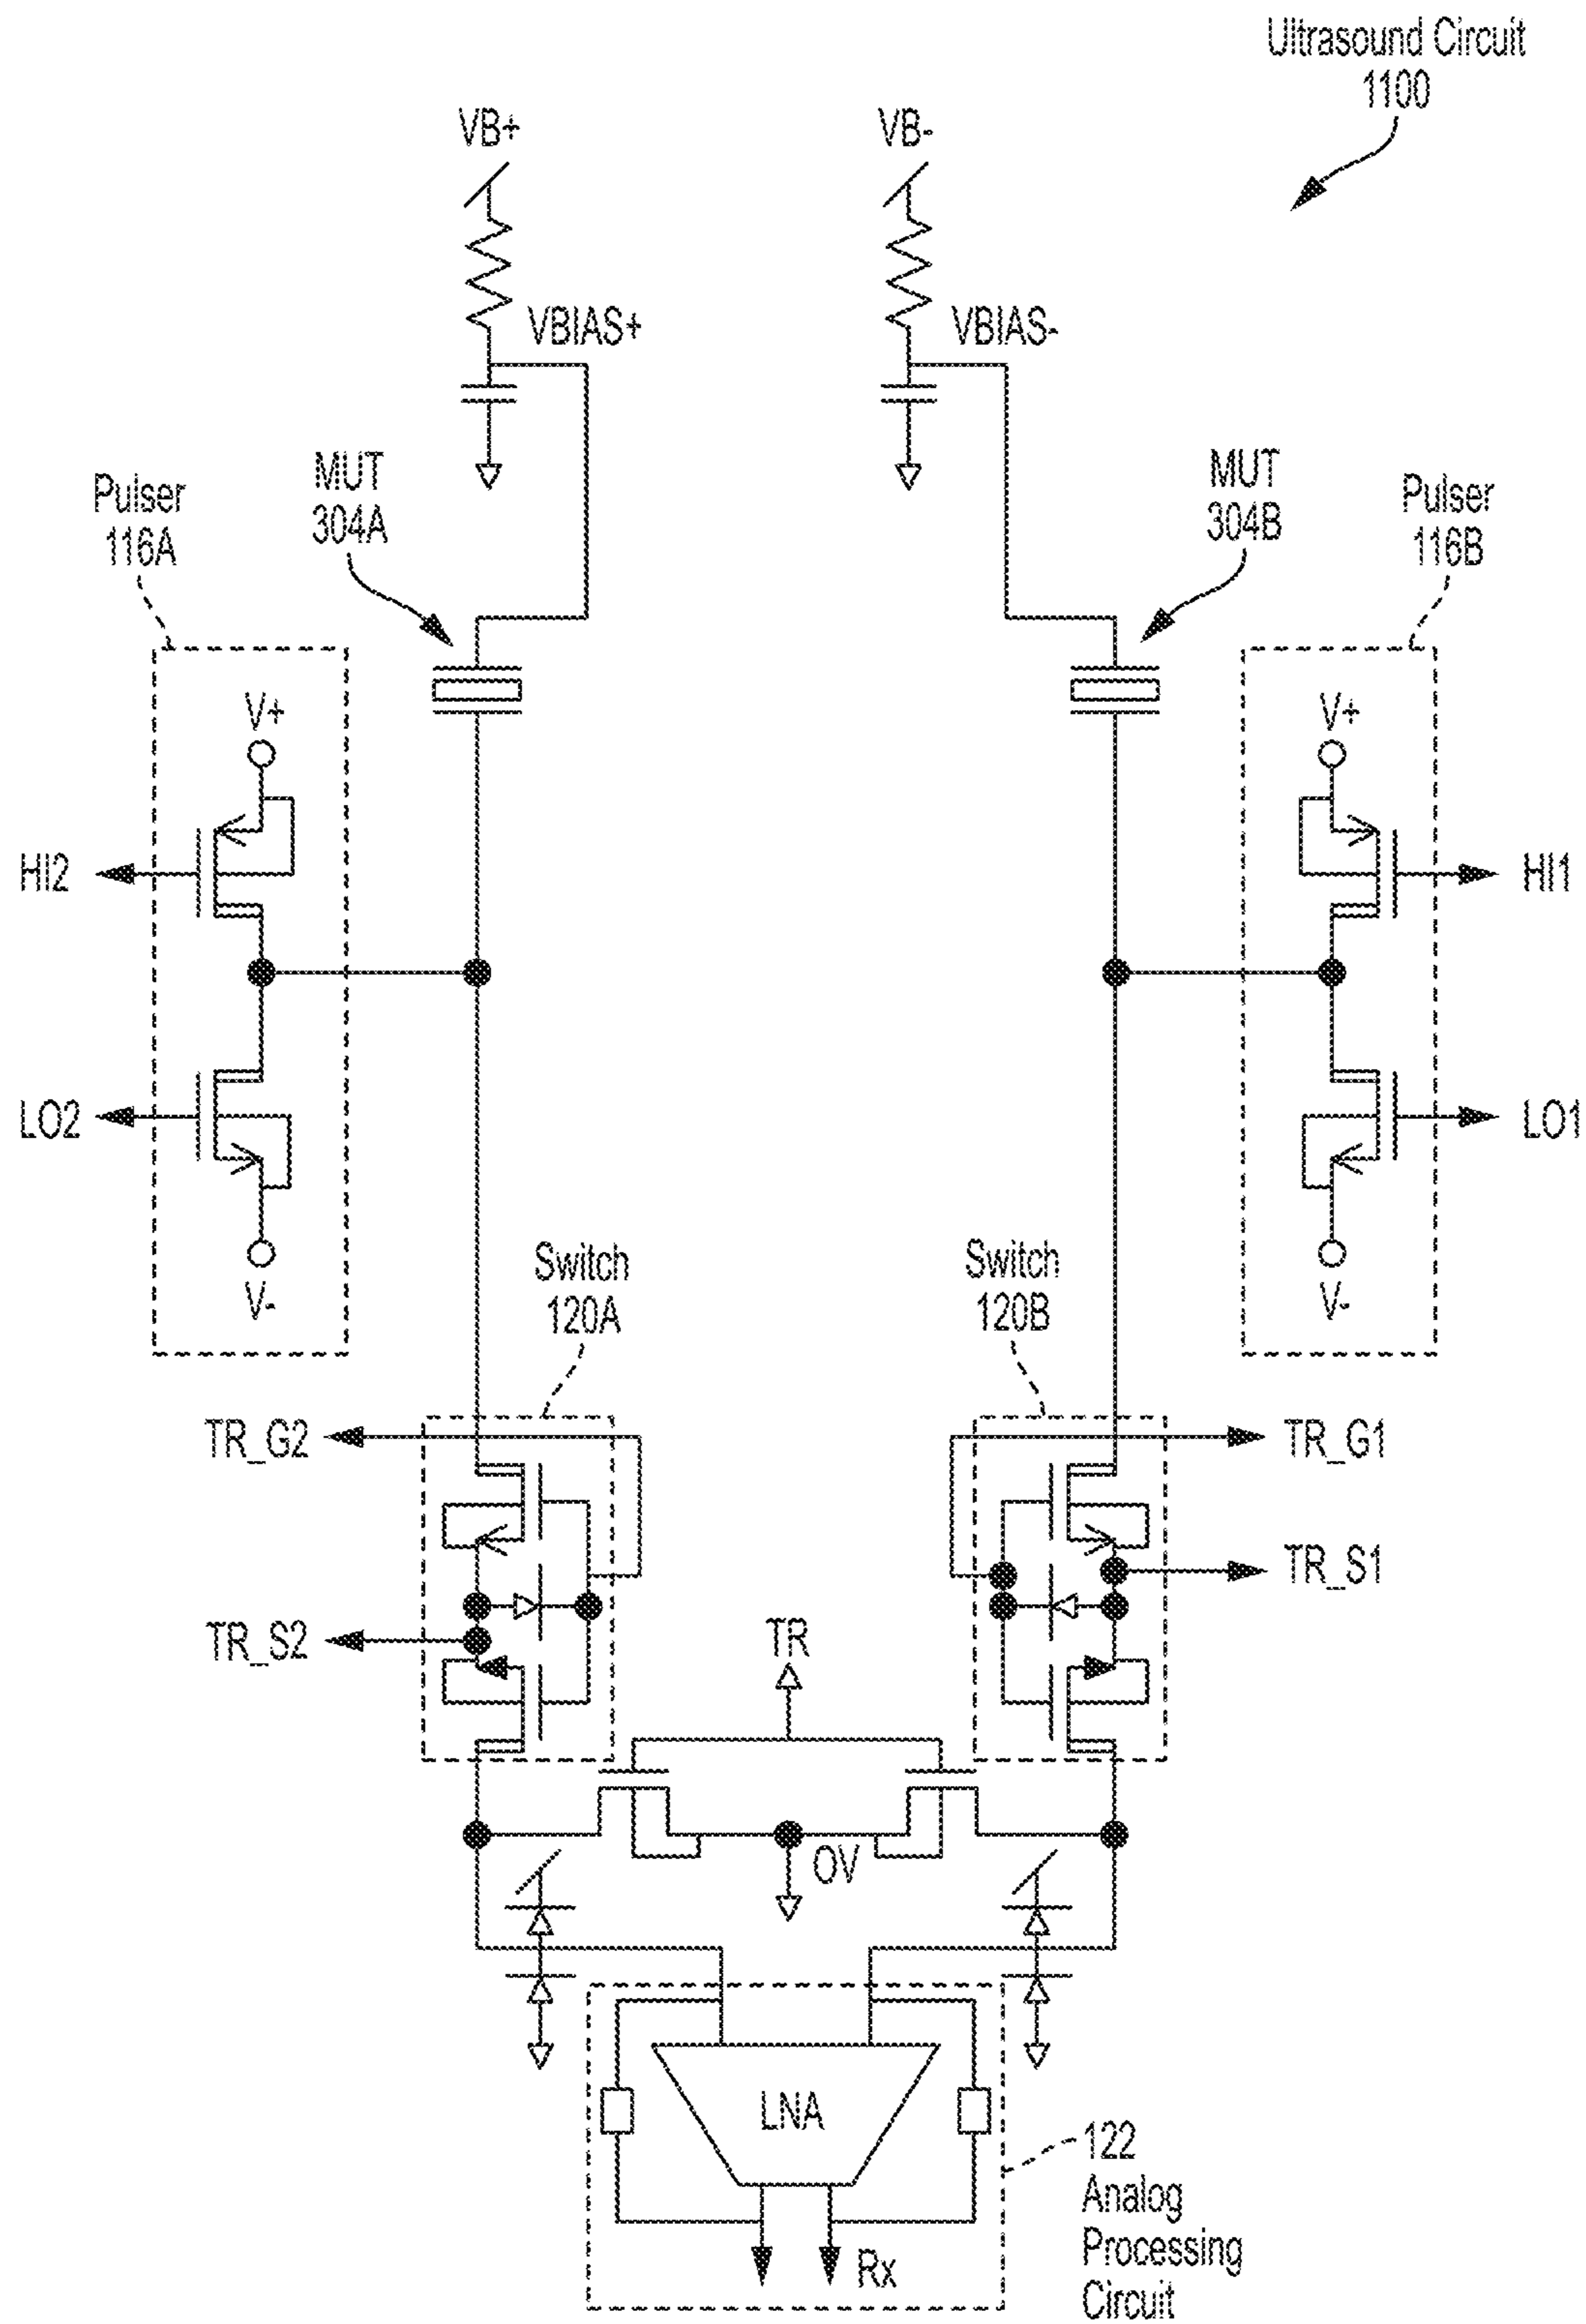 Ultrasound Circuit
1100
VB+
VB-
VBIAS+
VBIAS-
MUT
304A
MUT
304B
Pulser
116A
Pulser
116B
V+
V+
HI2
HI1
LO2
LO1
V-
V-
Switch
120A
Switch
120B
TR_G2
TR_G1
TR_S1
TR_S2
TR
OV
LNA
122
Analog
Processing
Circuit
Rx